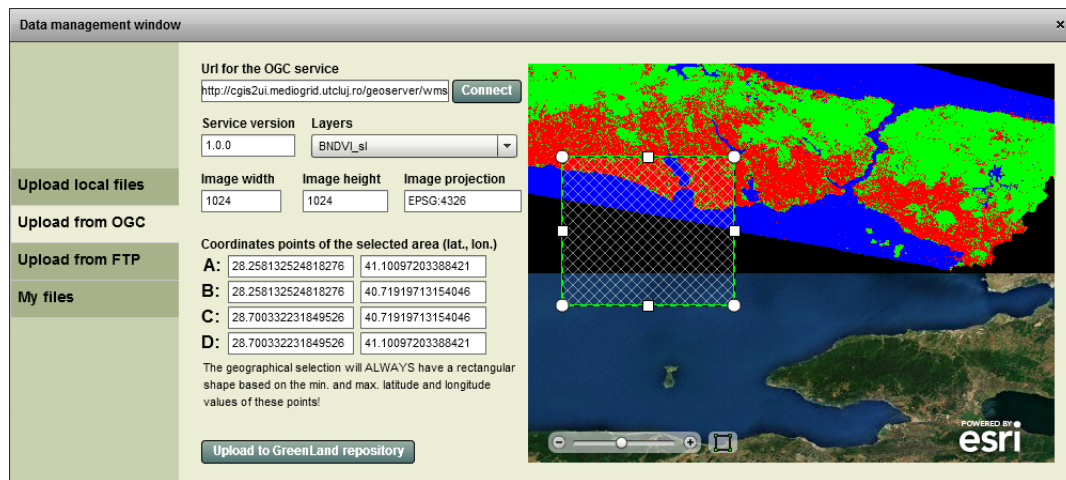 Data management window
×
Url for the OGC service
http://cgis2ui.mediogrid.utcluj.ro/geoserver/wms Connect
Service version Layers
1.0.0 BNDVI_sl
Upload local files
Image width Image height Image projection
1024 1024 EPSG:4326
Upload from OGC
Coordinates points of the selected area (lat., lon.)
Upload from FTP
A: 28.258132524818276 41.10097203388421
My files
B: 28.258132524818276 40.71919713154046
C: 28.700332231849526 40.71919713154046
D: 28.700332231849526 41.10097203388421
The geographical selection will ALWAYS have a rectangular
shape based on the min. and max. latitude and longitude
values of these points!
Upload to GreenLand repository
POWERED BY
esri